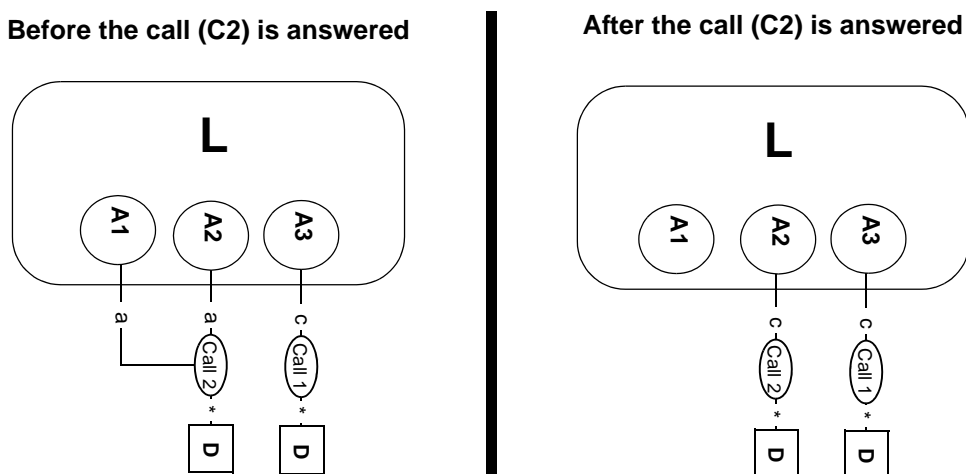 Before the call (C2) is answered
After the call (C2) is answered
L
A1
A2
A3
a
a
c
Call 2
Call 1
*
*
D
D
L
A1
A2
A3
c
c
Call 2
Call 1
*
*
D
D